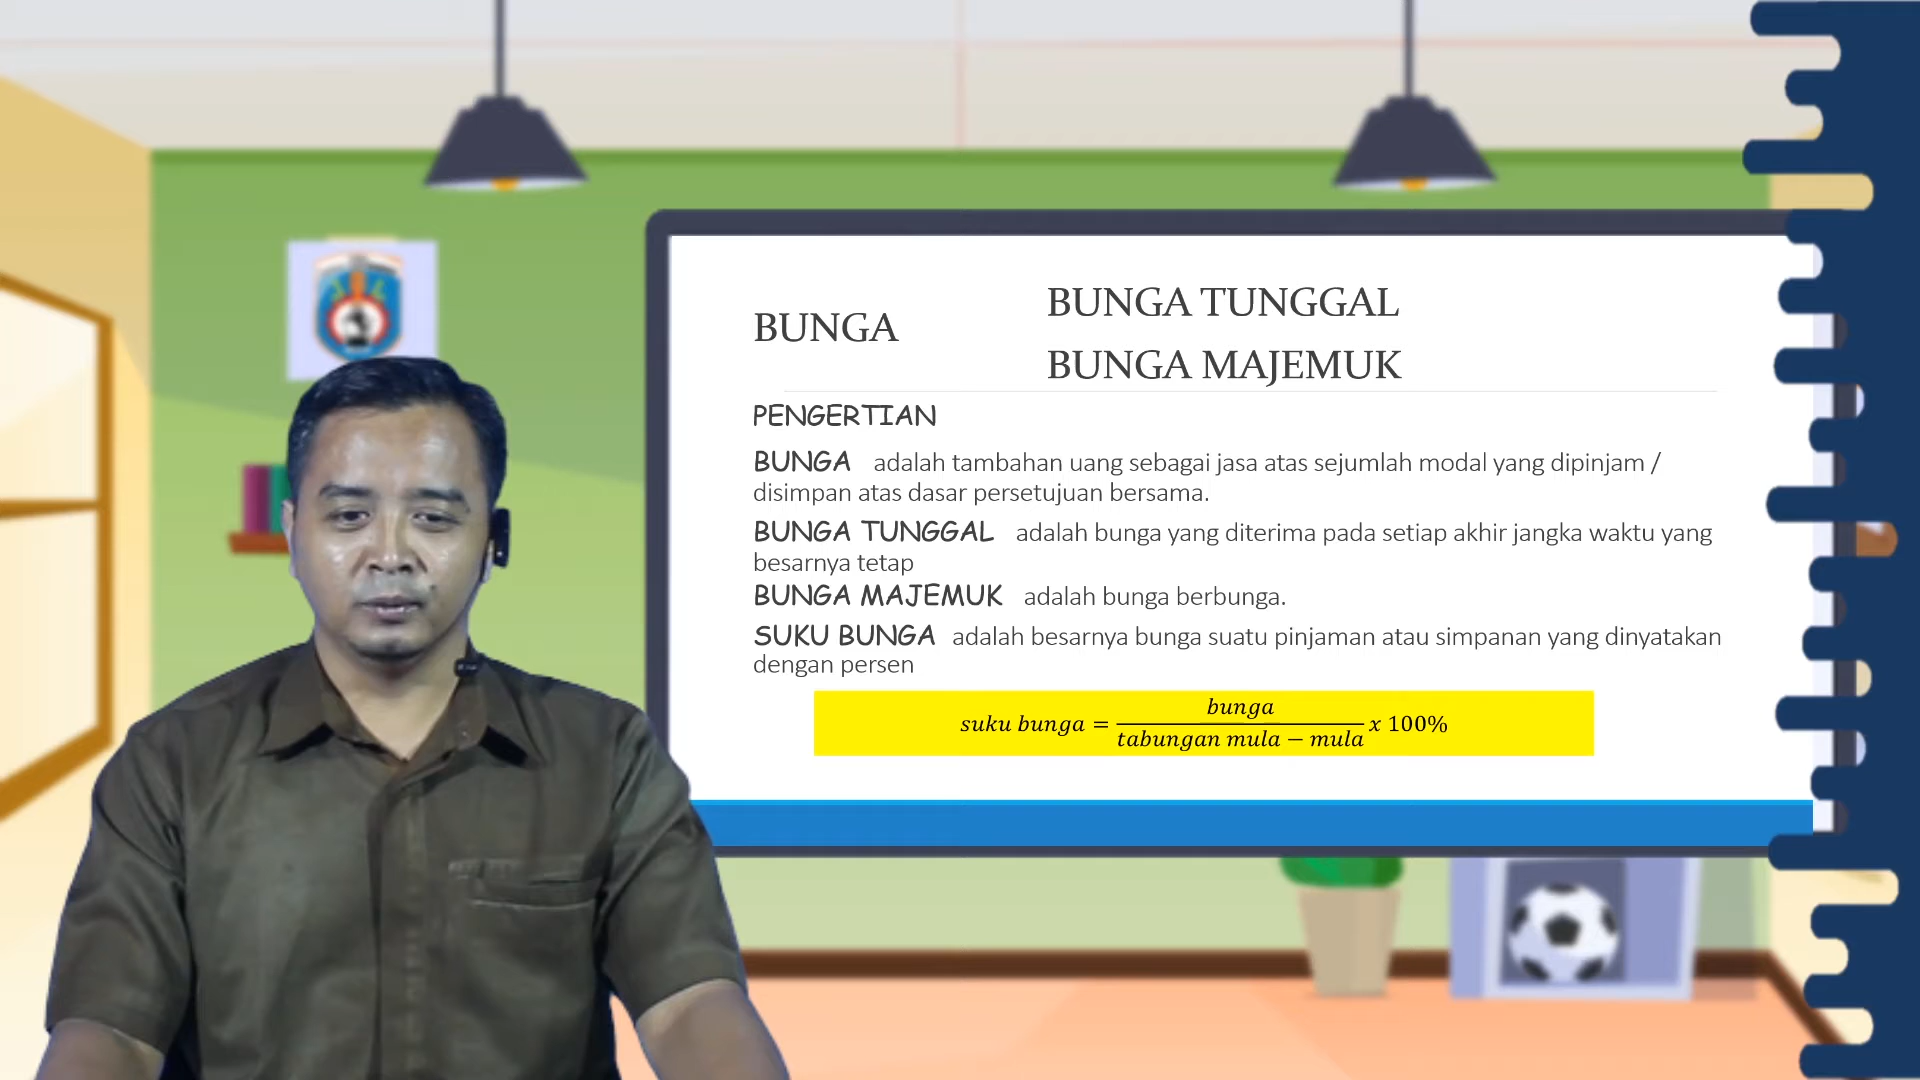 BUNGA
BUNGA TUNGGAL
BUNGA MAJEMUK
PENGERTIAN
BUNGA adalah tambahan uang sebagai jasa atas sejumlah modal yang dipinjam /
disimpan atas dasar persetujuan bersama.
BUNGA TUNGGAL adalah bunga yang diterima pada setiap akhir jangka waktu yang
besarnya tetap
BUNGA MAJEMUK adalah bunga berbunga.
SUKU BUNGA adalah besarnya bunga suatu pinjaman atau simpanan yang dinyatakan
dengan persen
suku bunga = bunga / tabungan mula − mula x 100%